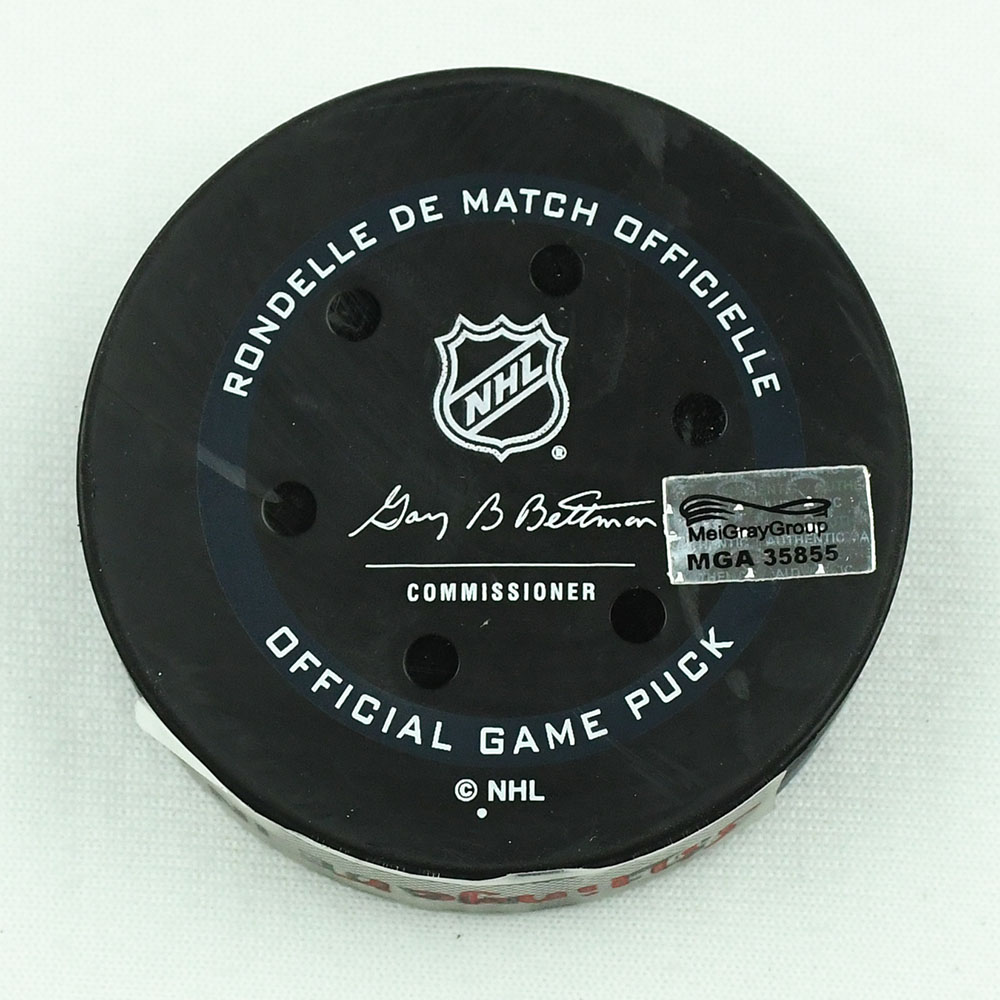 RONDELLE DE MATCH OFFICIELLE
NHL
®
Gary B Bettman
MeiGrayGroup
MGA 35855
COMMISSIONER
OFFICIAL GAME PUCK
© NHL